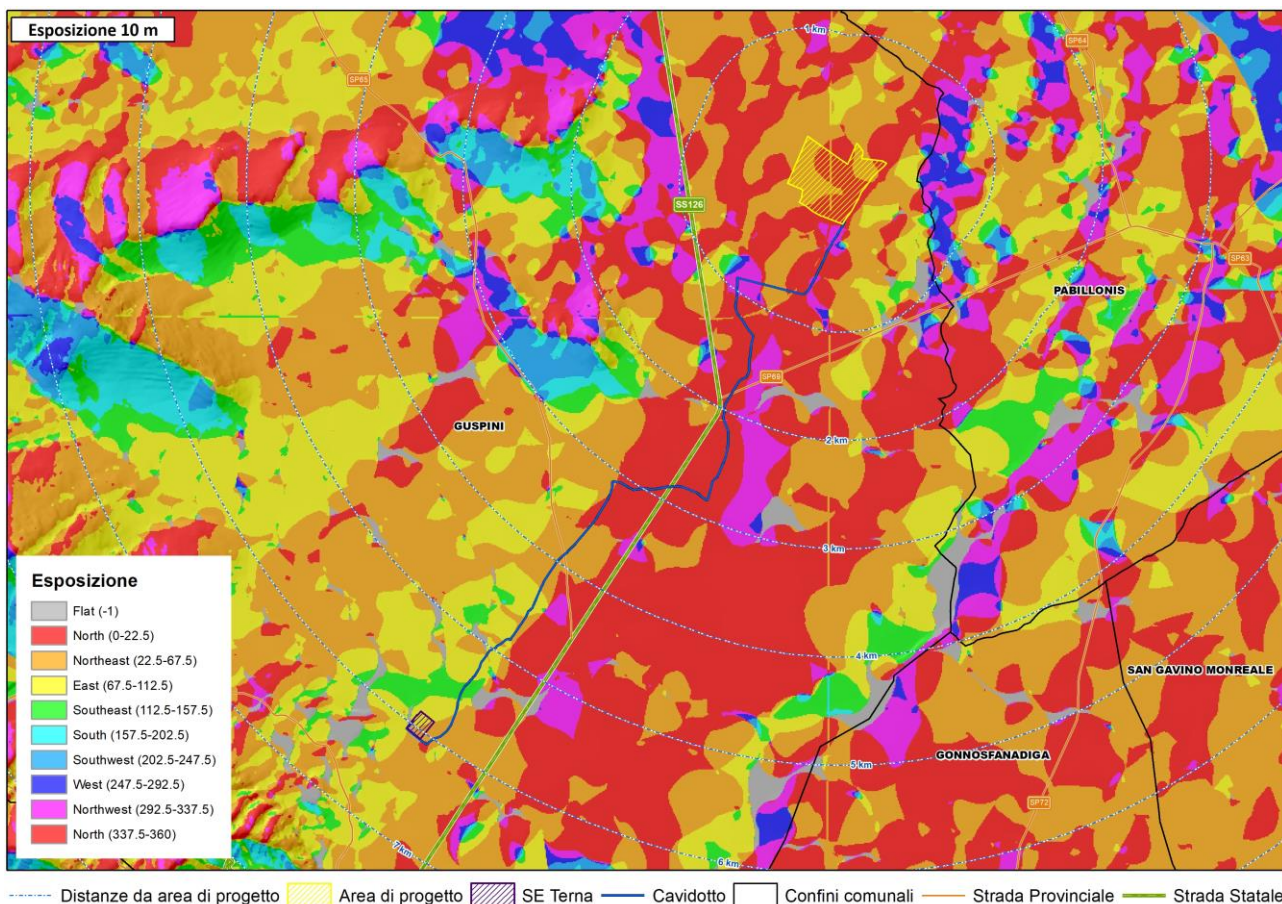 Esposizione 10 m
1 km
SP64
SP65
SS126
SP63
PABILLONIS
SP69
GUSPINI
2 km
3 km
4 km
SAN GAVINO MONREALE
GONNOSFANADIGA
5 km
SP72
7 km
6 km
Esposizione
Flat (-1)
North (0-22.5)
Northeast (22.5-67.5)
East (67.5-112.5)
Southeast (112.5-157.5)
South (157.5-202.5)
Southwest (202.5-247.5)
West (247.5-292.5)
Northwest (292.5-337.5)
North (337.5-360)
Distanze da area di progetto Area di progetto SE Terna Cavidotto Confini comunali Strada Provinciale Strada Statale